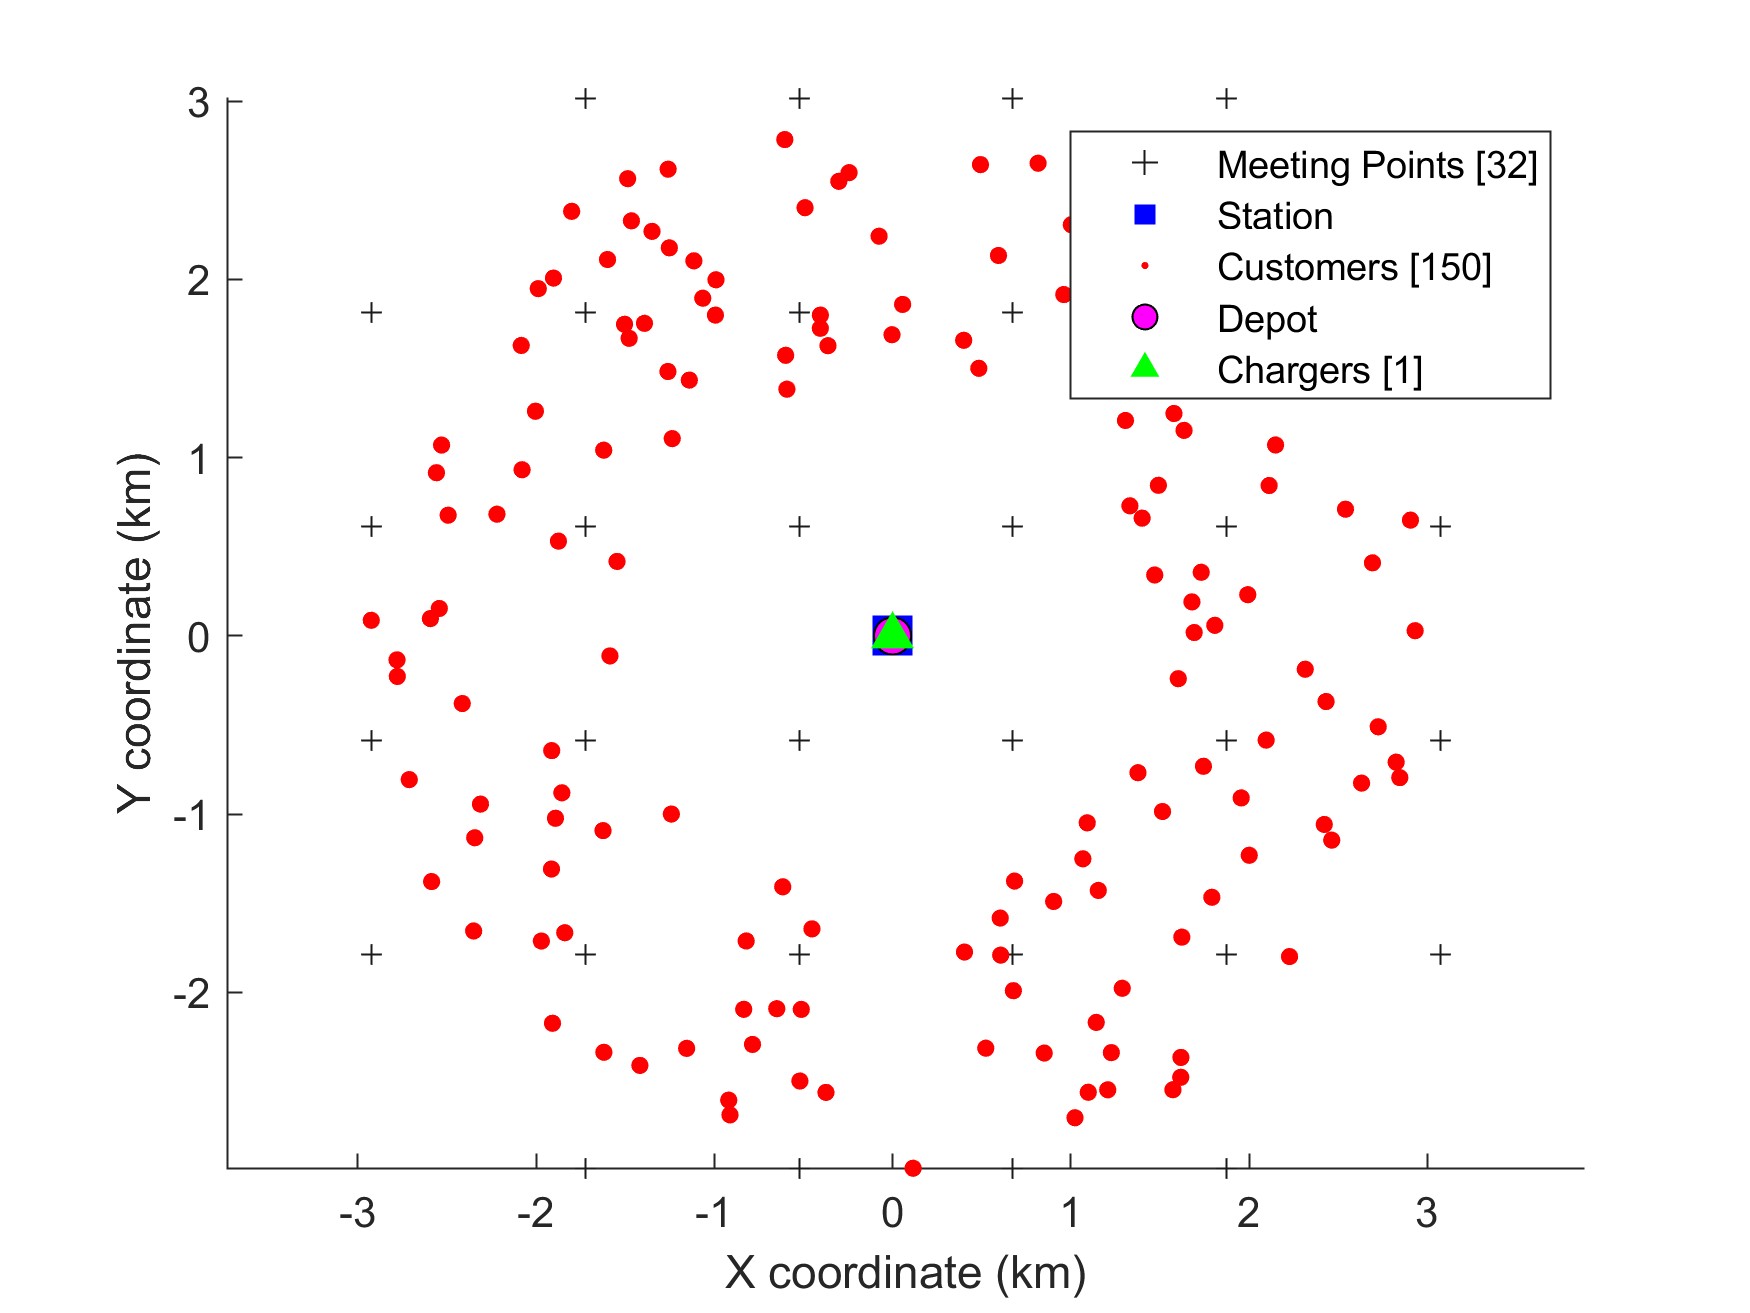 3
2
1
0
-1
-2
Y coordinate (km)
Meeting Points [32]
Station
Customers [150]
Depot
Chargers [1]
-3 -2 -1 0 1 2 3
X coordinate (km)